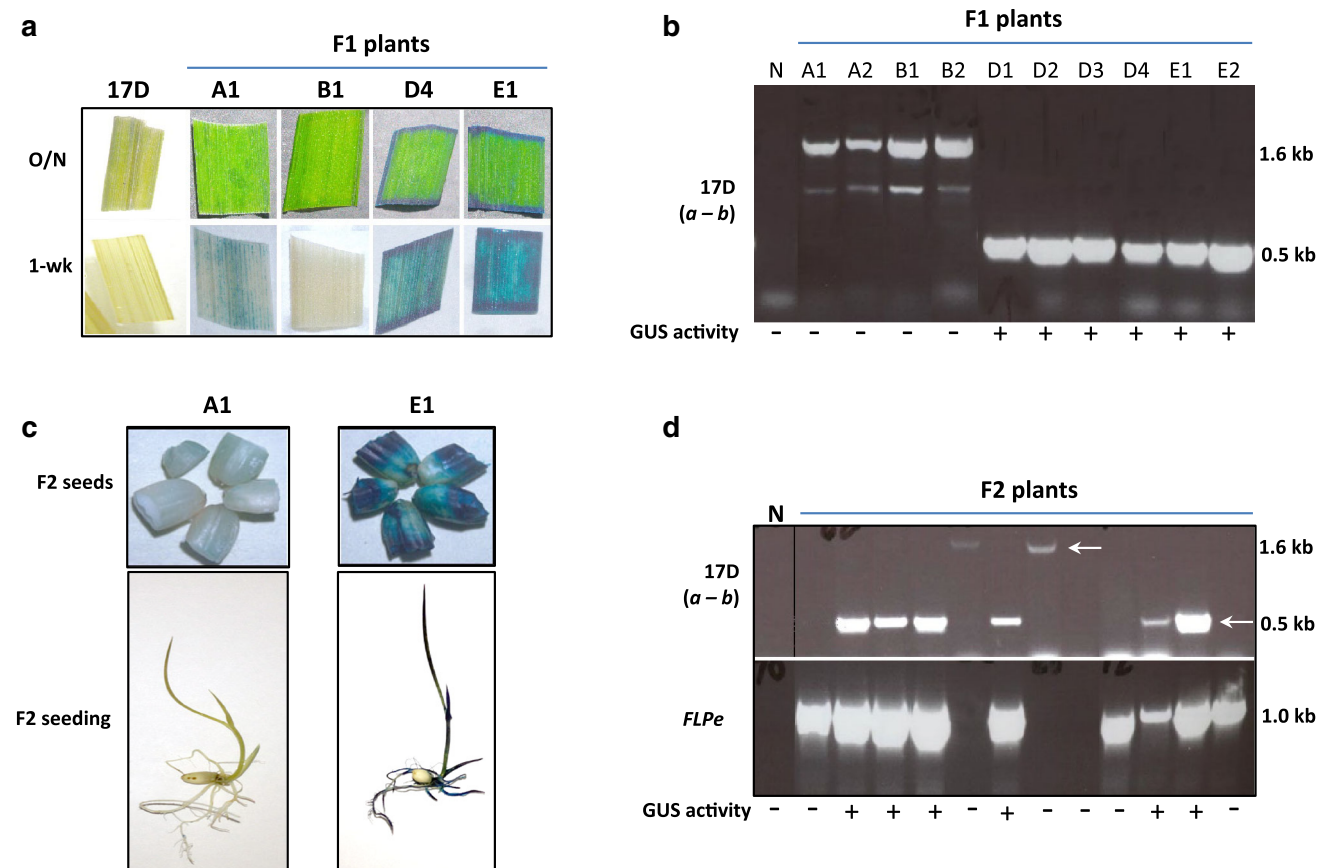 a
F1 plants
17D A1 B1 D4 E1
O/N
1-wk
b
F1 plants
N A1 A2 B1 B2 D1 D2 D3 D4 E1 E2
17D
(a – b)
1.6 kb
0.5 kb
GUS activity - - - - - + + + + + +
c
A1 E1
F2 seeds
F2 seeding
d
F2 plants
N
17D
(a – b)
1.6 kb
0.5 kb
FLPe
1.0 kb
GUS activity - - + + + - + - - - + + -